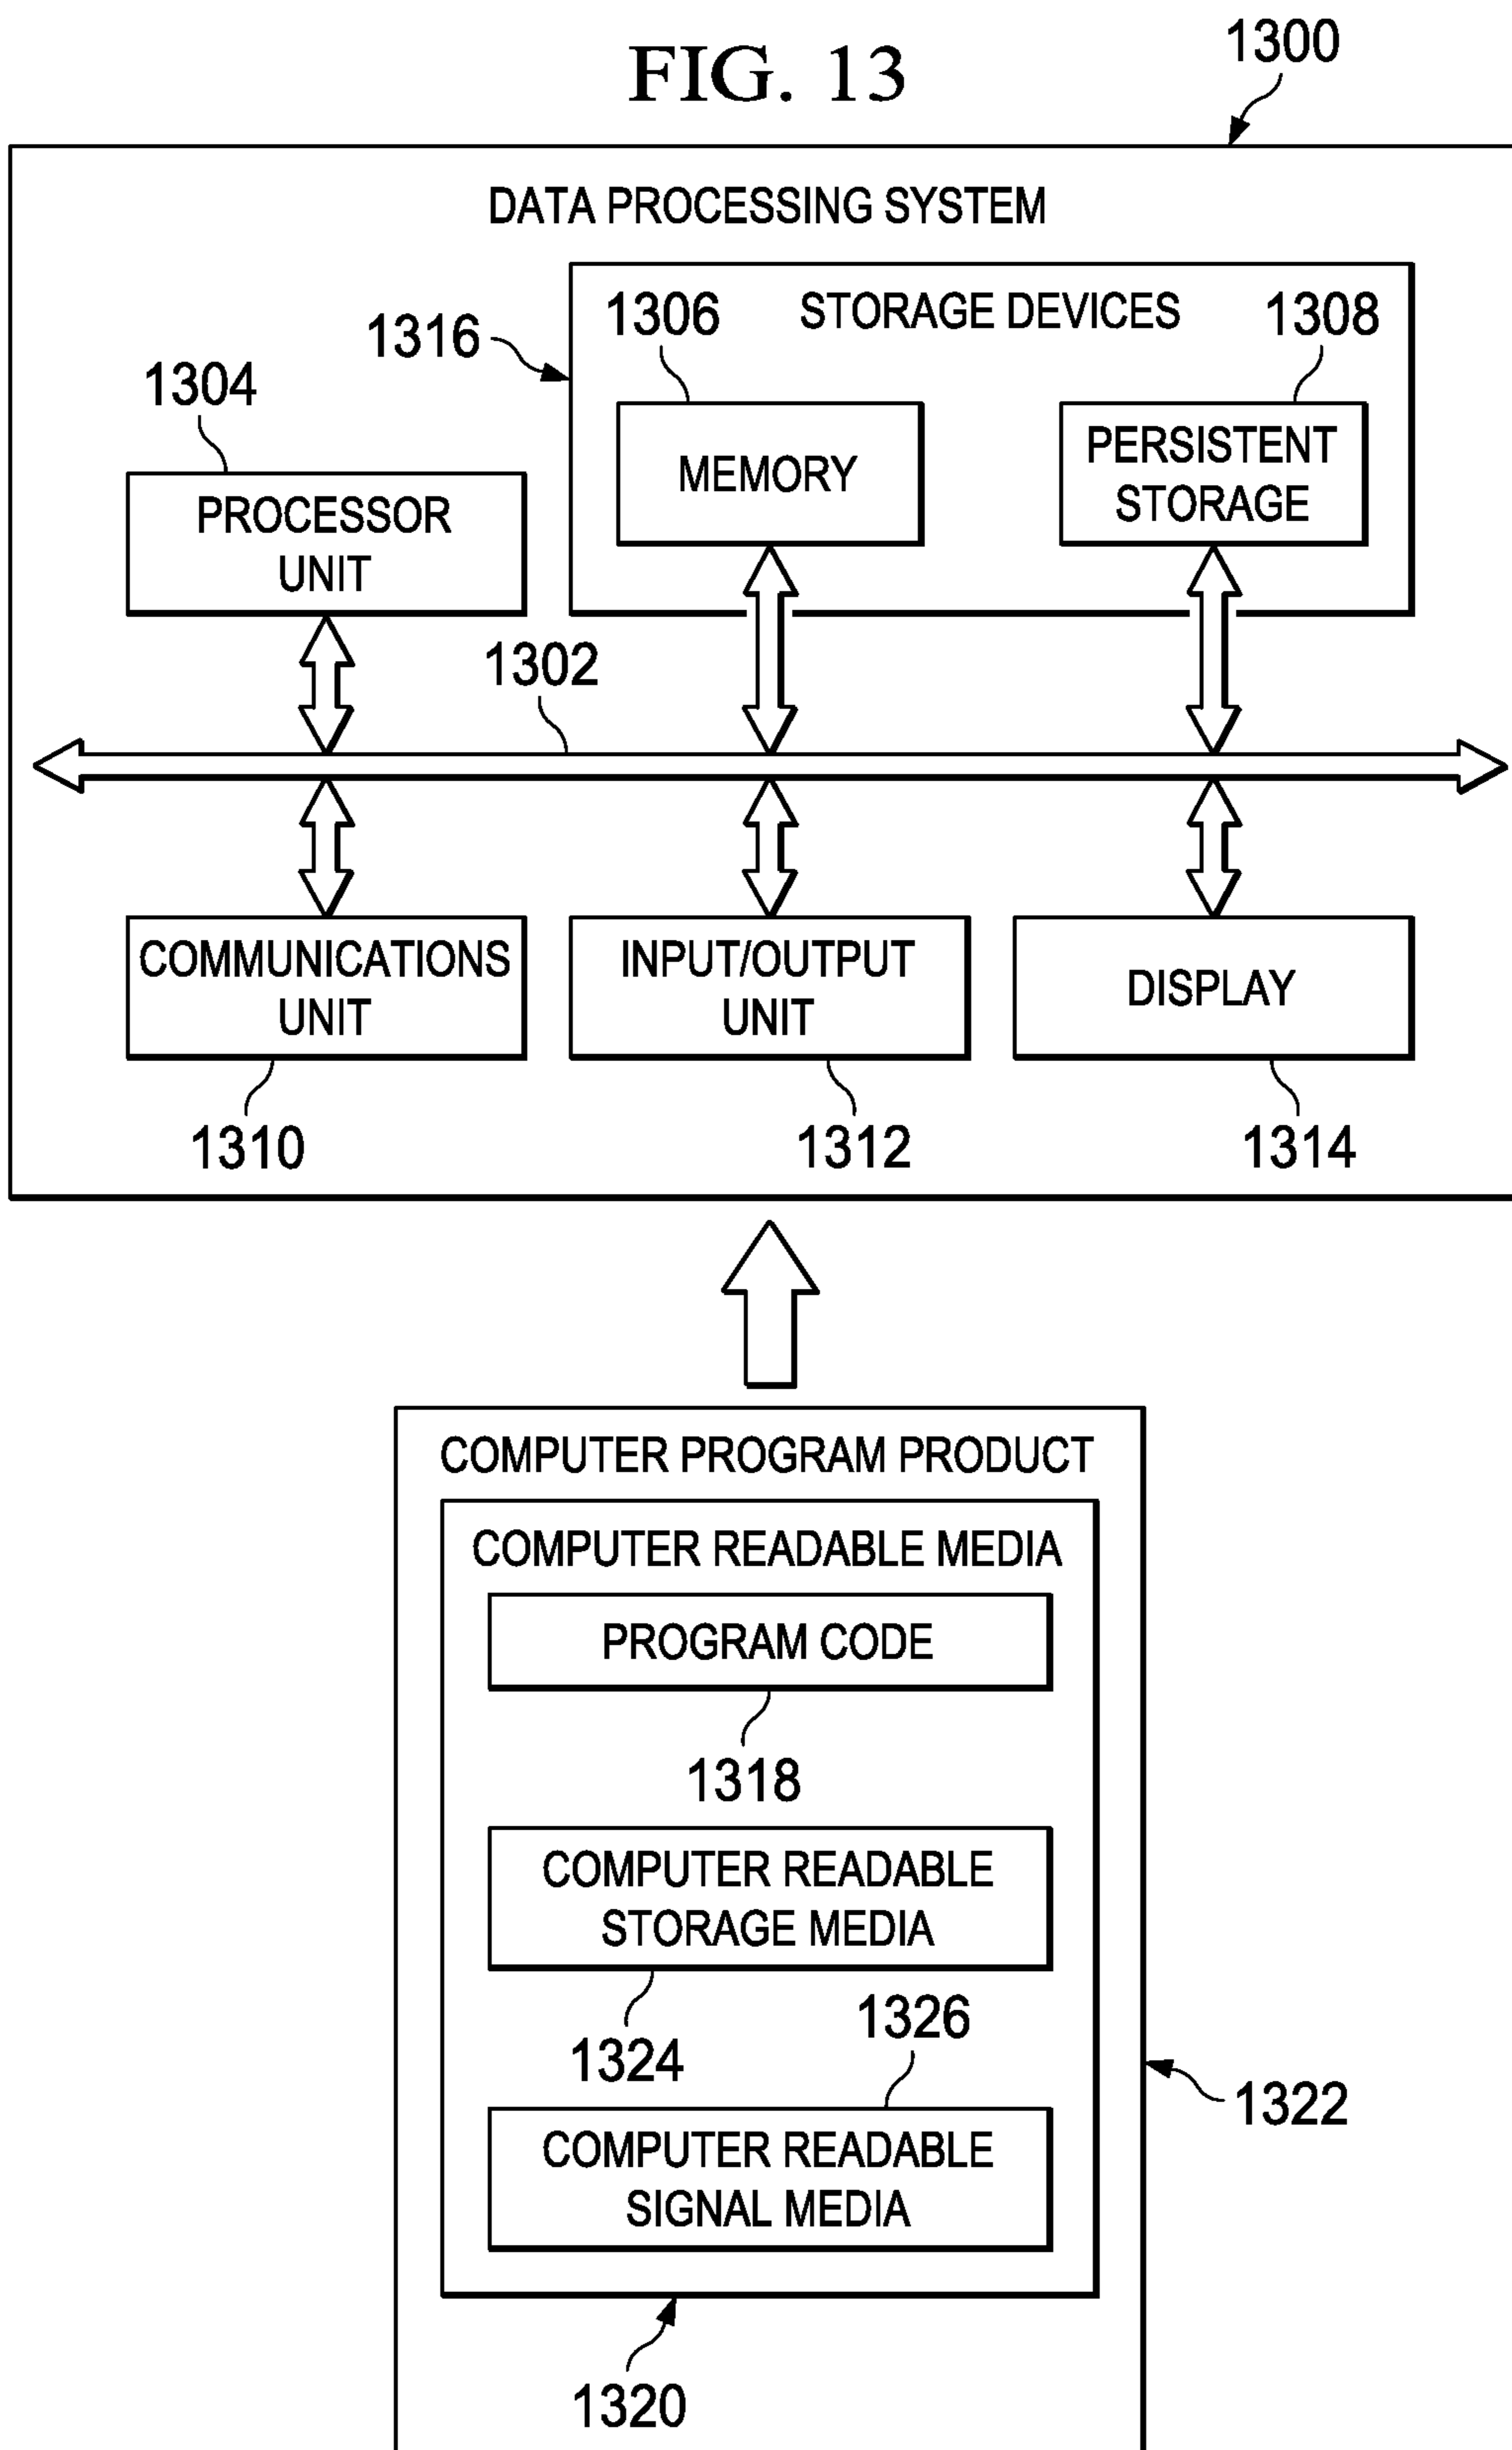 FIG. 13
1300
DATA PROCESSING SYSTEM
STORAGE DEVICES
1316
1306
1308
1304
MEMORY
PERSISTENT
STORAGE
PROCESSOR
UNIT
1302
COMMUNICATIONS
UNIT
INPUT/OUTPUT
UNIT
DISPLAY
1310
1312
1314
COMPUTER PROGRAM PRODUCT
COMPUTER READABLE MEDIA
PROGRAM CODE
1318
COMPUTER READABLE
STORAGE MEDIA
1324
1326
1322
COMPUTER READABLE
SIGNAL MEDIA
1320